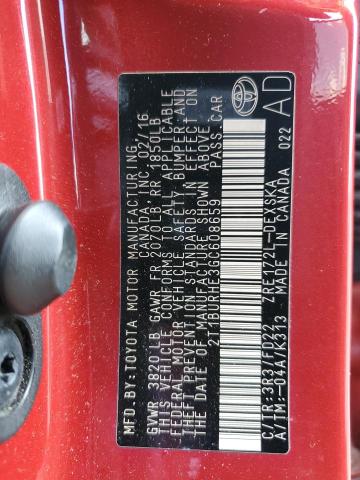 MFD. BY: TOYOTA MOTOR MANUFACTURING
CANADA, INC. 02/16
GVWR 3820LB GAWR FR 2070LB RR 1850LB
THIS VEHICLE CONFORMS TO ALL APPLICABLE
FEDERAL MOTOR VEHICLE SAFETY, BUMPER, AND
THEFT PREVENTION STANDARDS IN EFFECT ON
THE DATE OF MANUFACTURE SHOWN ABOVE.
2T1BURHE3GC608659 PASS. CAR
C/TR:3R3/FD22 ZRE172L-DEXSKA
A/TM:-04A/K313 MADE IN CANADA
022
AD
TOYOTA